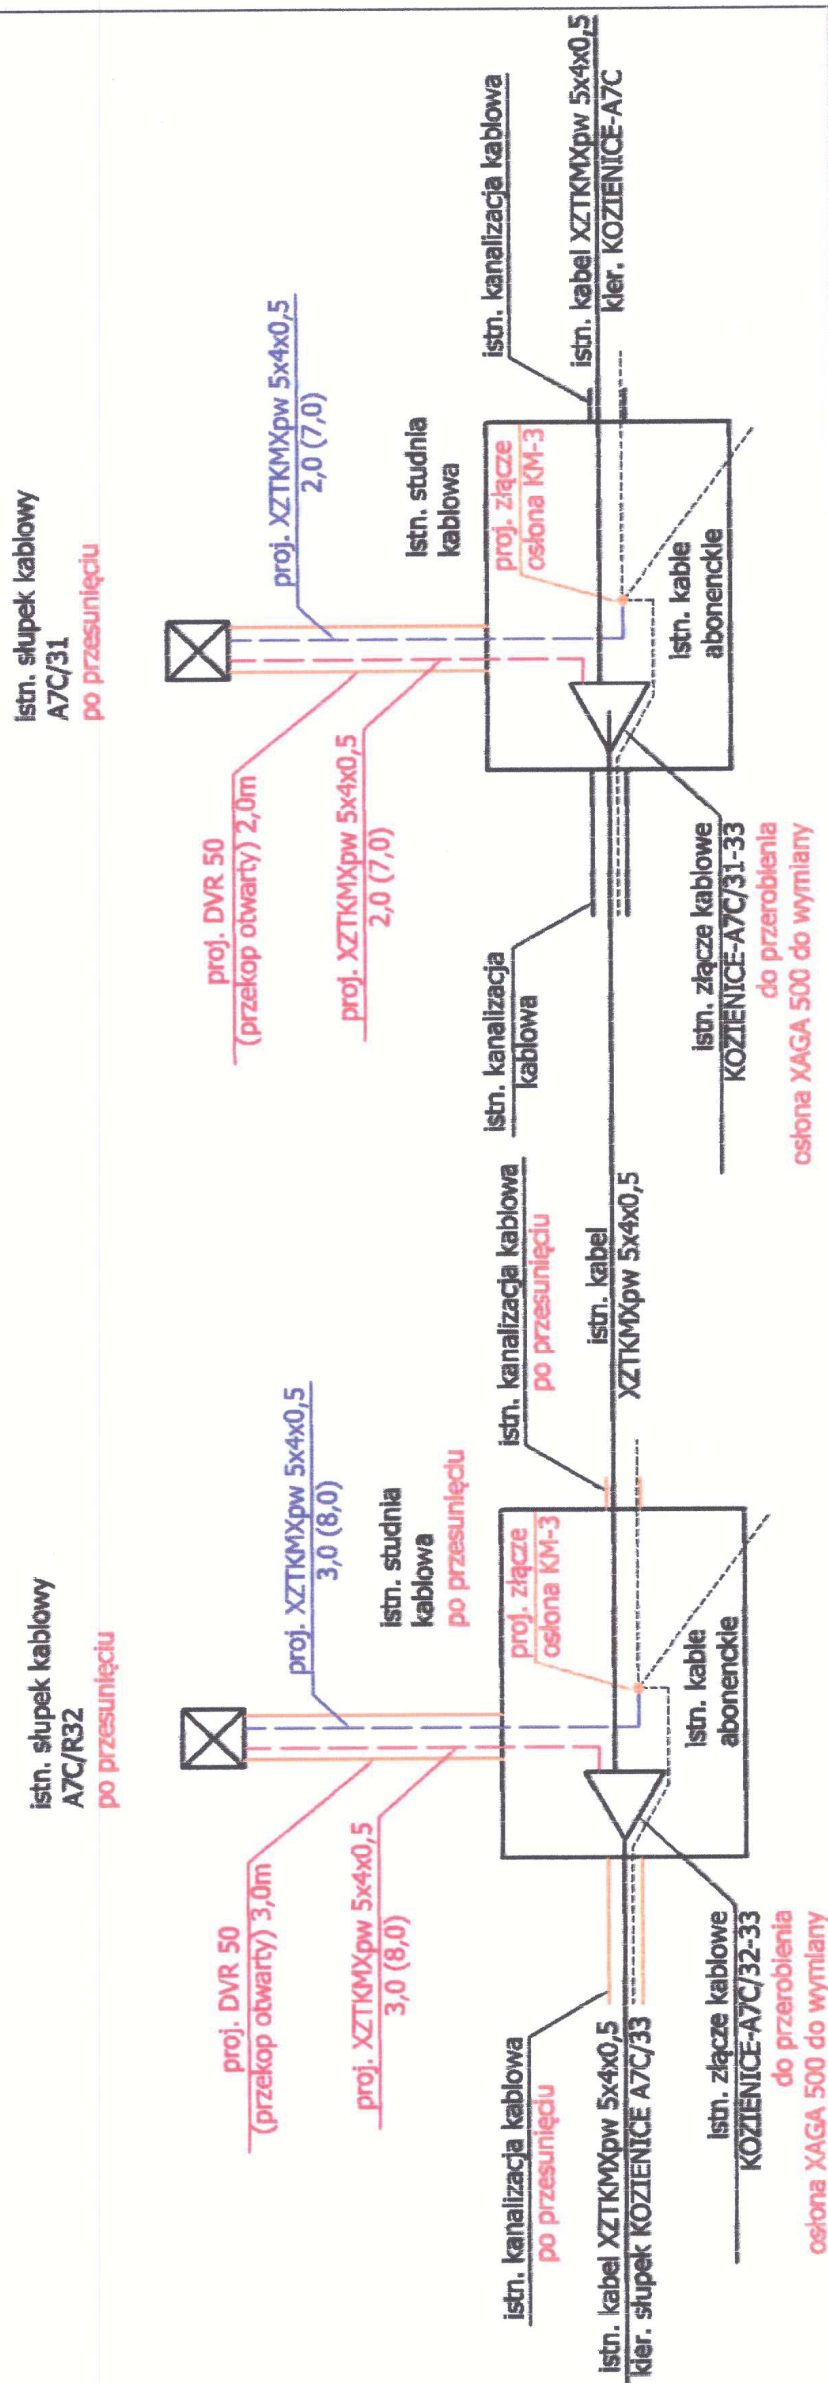 istn. słupek kablowy
A7C/R32
po przesunięciu
proj. DVR 50
(przekop otwarty) 3,0m
proj. XZTKMXpw 5x4x0,5
3,0 (8,0)
proj. XZTKMXpw 5x4x0,5
3,0 (8,0)
istn. studnia
kablowa
po przesunięciu
istn. kanalizacja kablowa
po przesunięciu
istn. kabel XZTKMXpw 5x4x0,5
kier. słupek KOZIENICE A7C/33
proj. złącze
osłona KM-3
istn. kable
abonenckie
istn. złącze kablowe
KOZIENICE-A7C/32-33
do przerobienia
osłona XAGA 500 do wymiany
istn. kanalizacja kablowa
po przesunięciu
istn. kabel
XZTKMXpw 5x4x0,5
istn. słupek kablowy
A7C/31
po przesunięciu
proj. DVR 50
(przekop otwarty) 2,0m
proj. XZTKMXpw 5x4x0,5
2,0 (7,0)
proj. XZTKMXpw 5x4x0,5
2,0 (7,0)
istn. studnia
kablowa
istn. kanalizacja
kablowa
proj. złącze
osłona KM-3
istn. kable
abonenckie
istn. złącze kablowe
KOZIENICE-A7C/31-33
do przerobienia
osłona XAGA 500 do wymiany
istn. kanalizacja kablowa
istn. kabel XZTKMXpw 5x4x0,5
kier. KOZIENICE-A7C